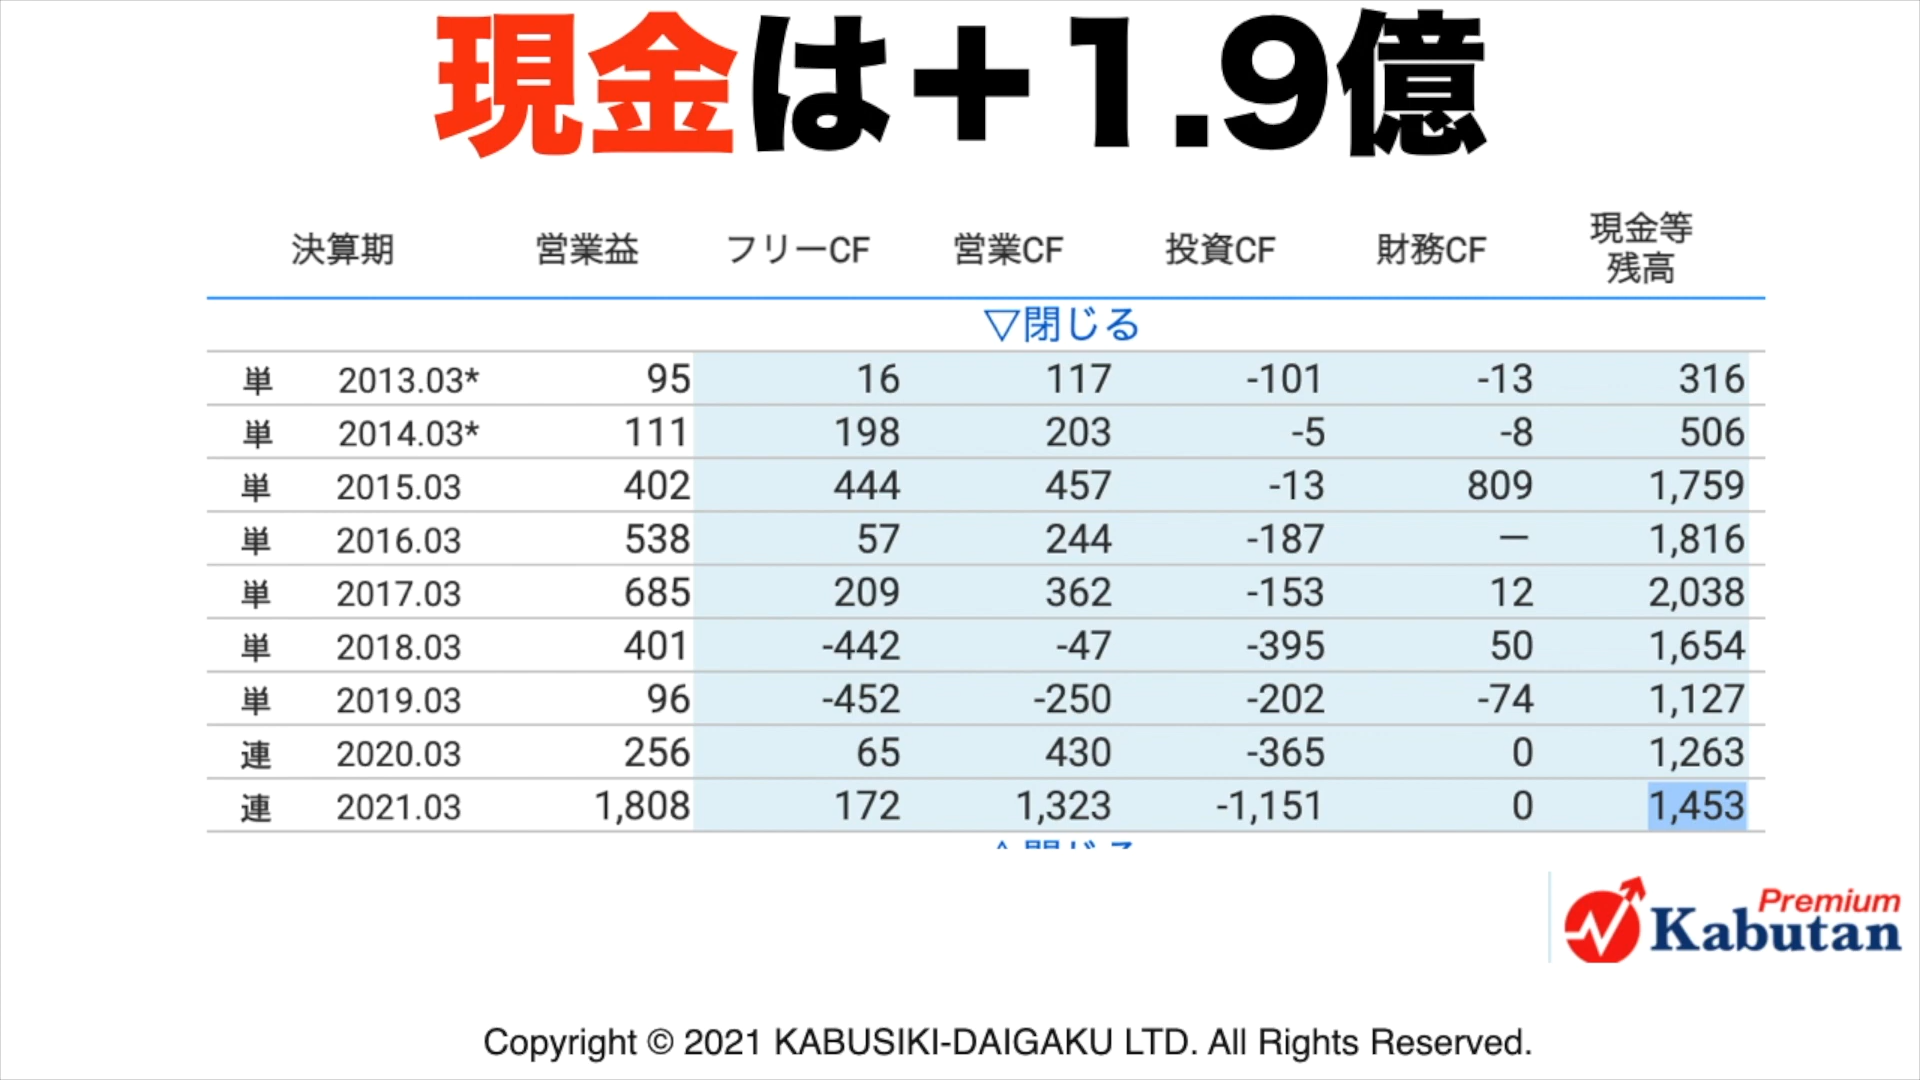 現金は＋1.9億
決算期 営業益 フリーCF 営業CF 投資CF 財務CF 現金等残高
▽閉じる
単 2013.03* 95 16 117 -101 -13 316
単 2014.03* 111 198 203 -5 -8 506
単 2015.03 402 444 457 -13 809 1,759
単 2016.03 538 57 244 -187 － 1,816
単 2017.03 685 209 362 -153 12 2,038
単 2018.03 401 -442 -47 -395 50 1,654
単 2019.03 96 -452 -250 -202 -74 1,127
連 2020.03 256 65 430 -365 0 1,263
連 2021.03 1,808 172 1,323 -1,151 0 1,453
Premium
Kabutan
Copyright © 2021 KABUSIKI-DAIGAKU LTD. All Rights Reserved.